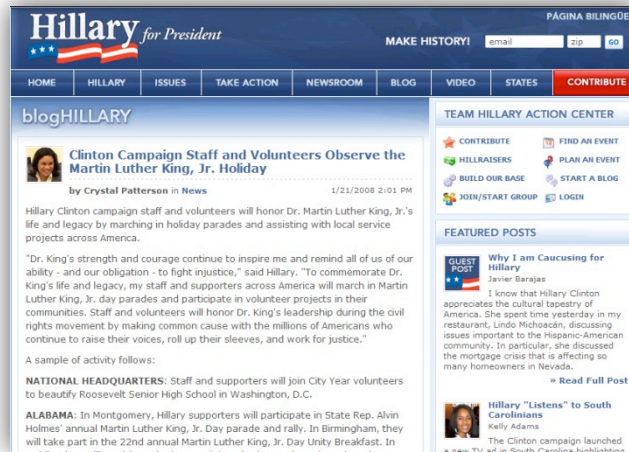 Hillary for President
PÁGINA BILINGÜE
MAKE HISTORY! email zip GO
HOME HILLARY ISSUES TAKE ACTION NEWSROOM BLOG VIDEO STATES CONTRIBUTE
blogHILLARY
Clinton Campaign Staff and Volunteers Observe the
Martin Luther King, Jr. Holiday
by Crystal Patterson in News 1/21/2008 2:01 PM
Hillary Clinton campaign staff and volunteers will honor Dr. Martin Luther King, Jr.'s
life and legacy by marching in holiday parades and assisting with local service
projects across America.
"Dr. King's strength and courage continue to inspire me and remind all of us of our
ability - and our obligation - to fight injustice," said Hillary. "To commemorate Dr.
King's life and legacy, my staff and supporters across America will march in Martin
Luther King, Jr. day parades and participate in volunteer projects in their
communities. Staff and volunteers will honor Dr. King's leadership during the civil
rights movement by making common cause with the millions of Americans who
continue to raise their voices, roll up their sleeves, and work for justice."
A sample of activity follows:
NATIONAL HEADQUARTERS: Staff and supporters will join City Year volunteers
to beautify Roosevelt Senior High School in Washington, D.C.
ALABAMA: In Montgomery, Hillary supporters will participate in State Rep. Alvin
Holmes' annual Martin Luther King, Jr. Day parade and rally. In Birmingham, they
will take part in the 22nd annual Martin Luther King, Jr. Day Unity Breakfast. In
TEAM HILLARY ACTION CENTER
CONTRIBUTE FIND AN EVENT
HILLRAISERS PLAN AN EVENT
BUILD OUR BASE START A BLOG
JOIN/START GROUP LOGIN
FEATURED POSTS
GUEST POST
Why I am Caucusing for
Hillary
Javier Barajas
I know that Hillary Clinton
appreciates the cultural tapestry of
America. She spent time yesterday in my
restaurant, Lindo Michoacán, discussing
issues important to the Hispanic-American
community. In particular, she discussed
the mortgage crisis that is affecting so
many homeowners in Nevada.
» Read Full Post
Hillary "Listens" to South
Carolinians
Kelly Adams
The Clinton campaign launched
a new TV ad in South Carolina highlighting